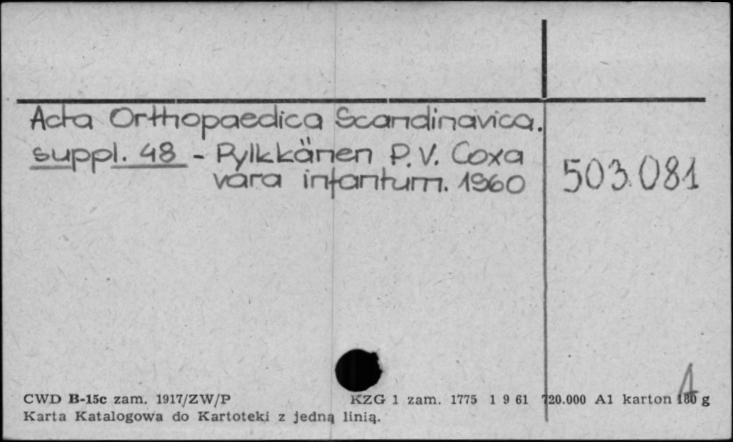 Acta Orthopaedica Scandinavica.
suppl. 48 - Pylkkänen P. V. Coxa
vara infantum. 1960
503.081
A
CWD B-15c zam. 1917/ZW/P KZG 1 zam. 1775 1 9 61 720.000 A1 karton 180 g
Karta Katalogowa do Kartoteki z jedną linią.